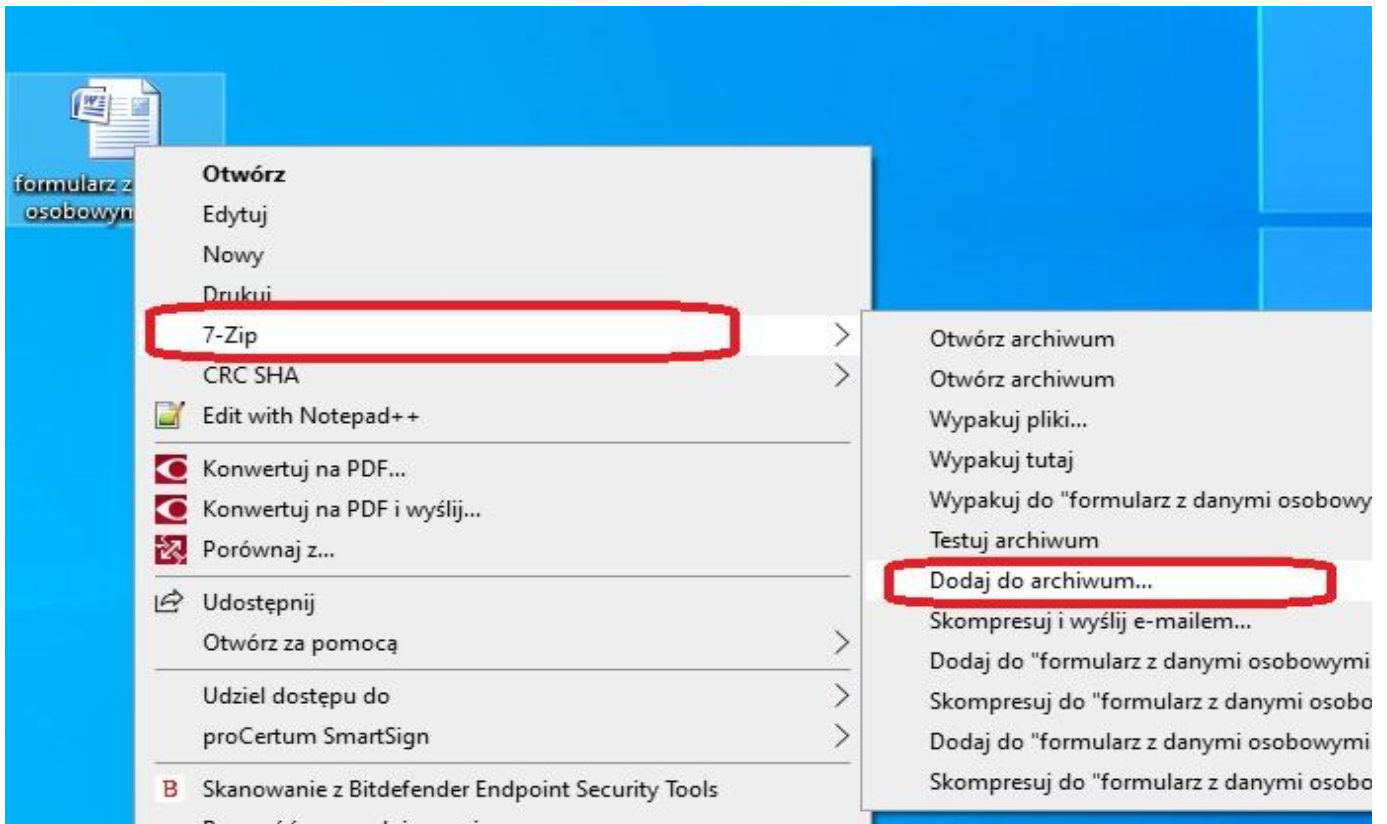 formularz z
osobowym
Otwórz
Edytuj
Nowy
Drukuj
7-Zip
CRC SHA
Edit with Notepad++
Konwertuj na PDF...
Konwertuj na PDF i wyślij...
Porównaj z...
Udostępnij
Otwórz za pomocą
Udziel dostępu do
proCertum SmartSign
B Skanowanie z Bitdefender Endpoint Security Tools
Otwórz archiwum
Otwórz archiwum
Wypakuj pliki...
Wypakuj tutaj
Wypakuj do "formularz z danymi osobowy
Testuj archiwum
Dodaj do archiwum...
Skompresuj i wyślij e-mailem...
Dodaj do "formularz z danymi osobowymi
Skompresuj do "formularz z danymi osobo
Dodaj do "formularz z danymi osobowymi
Skompresuj do "formularz z danymi osobo